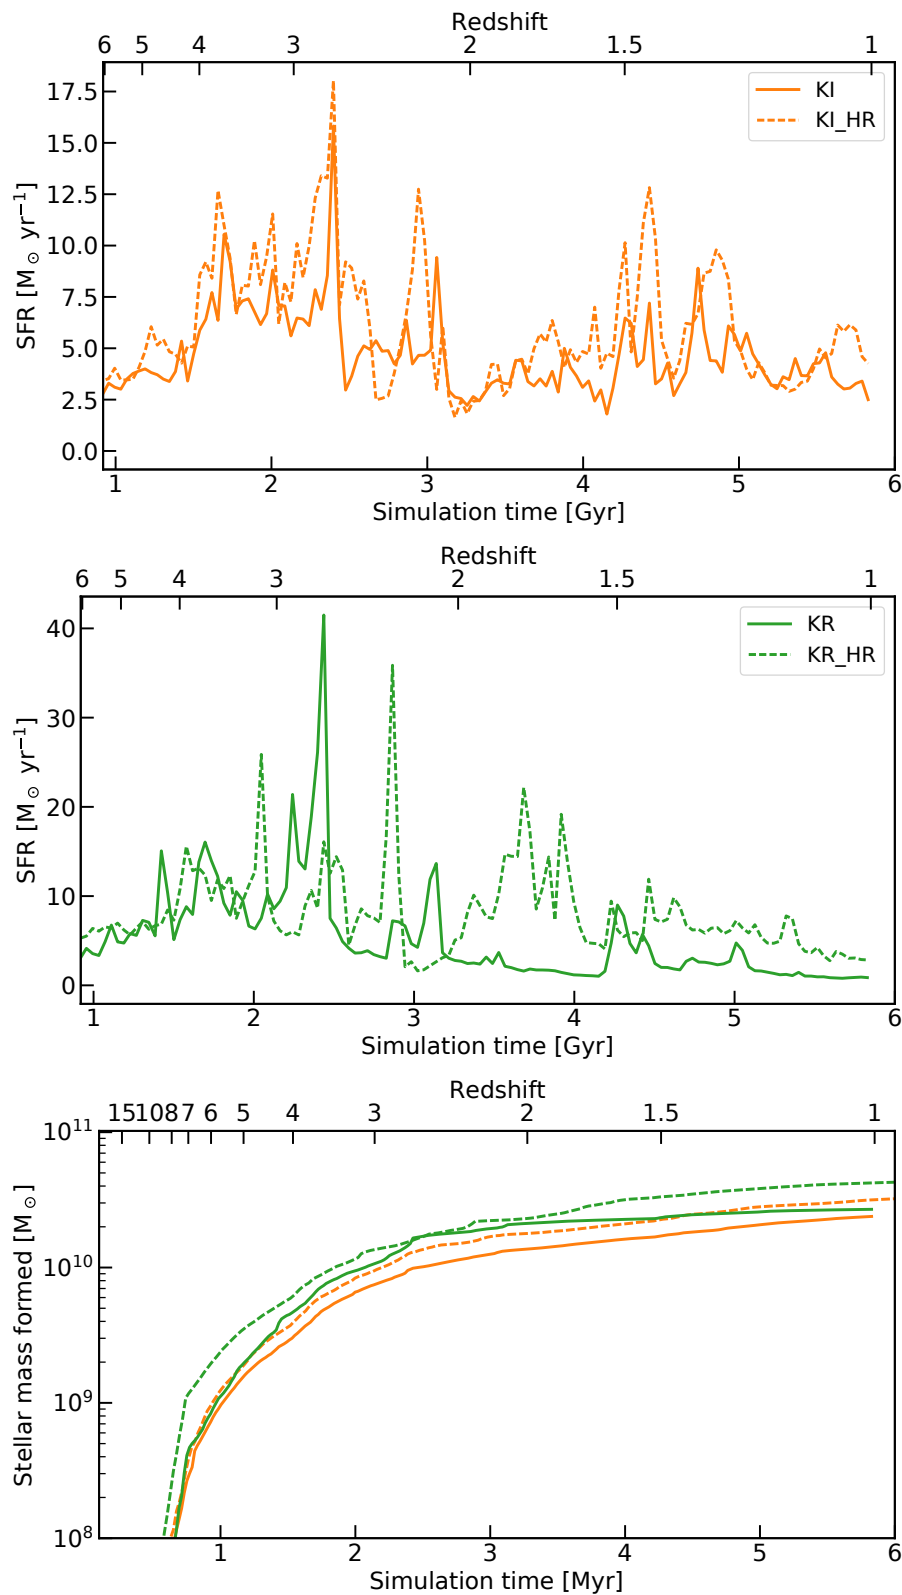 Redshift
6 5 4 3 2 1.5 1
17.5
15.0
12.5
10.0
7.5
5.0
2.5
0.0
SFR [M⊙ yr⁻¹]
KI
KI_HR
1 2 3 4 5 6
Simulation time [Gyr]
Redshift
6 5 4 3 2 1.5 1
40
30
20
10
0
SFR [M⊙ yr⁻¹]
KR
KR_HR
1 2 3 4 5 6
Simulation time [Gyr]
Redshift
15 10 8 7 6 5 4 3 2 1.5 1
10¹¹
10¹⁰
10⁹
10⁸
Stellar mass formed [M⊙]
1 2 3 4 5 6
Simulation time [Myr]